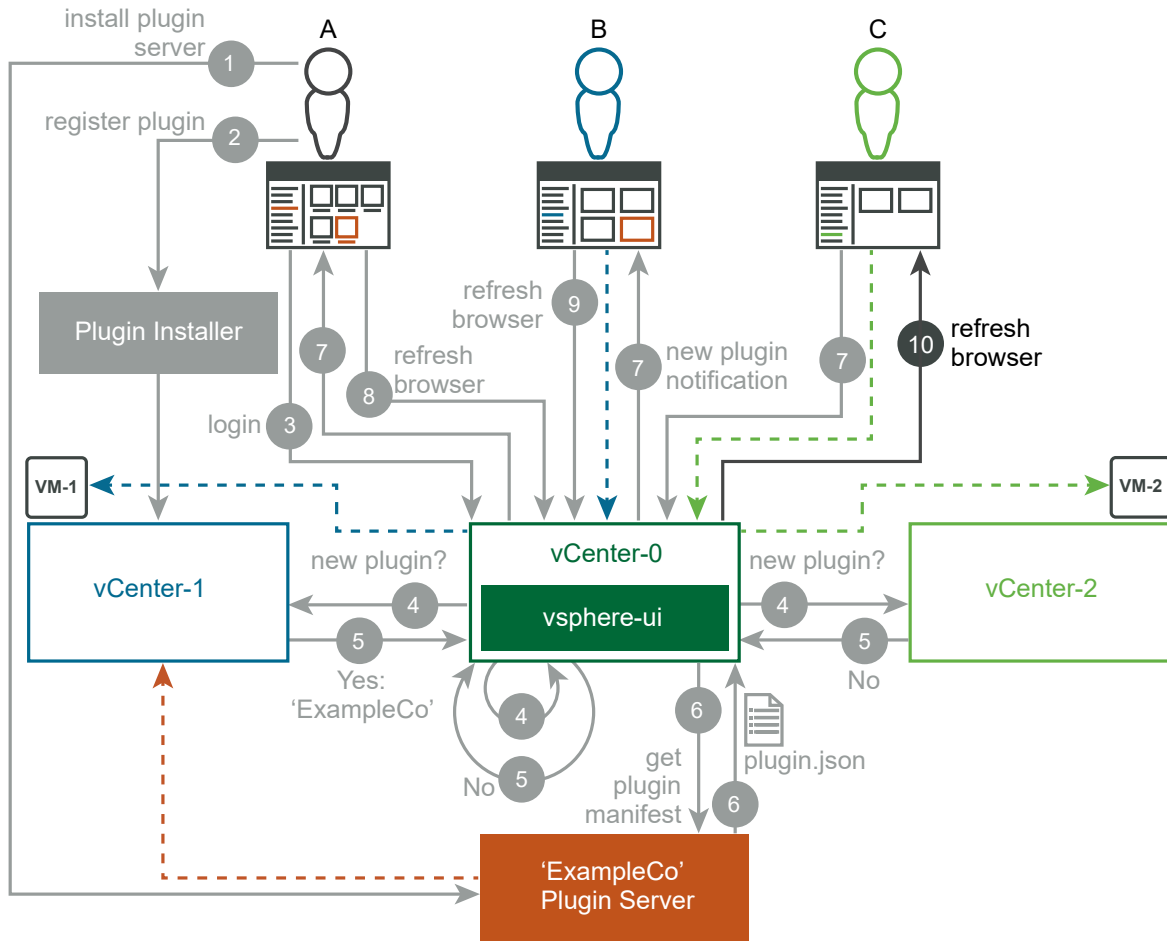 install plugin
server
1
A
B
C
register plugin
2
Plugin Installer
refresh
browser
9
7
refresh
browser
8
7
new plugin
notification
7
10
refresh
browser
login
3
VM-1
VM-2
vCenter-1
vCenter-0
vsphere-ui
vCenter-2
new plugin?
4
new plugin?
4
5
Yes:
‘ExampleCo’
5
No
4
No
5
6
get
plugin
manifest
plugin.json
6
‘ExampleCo’
Plugin Server